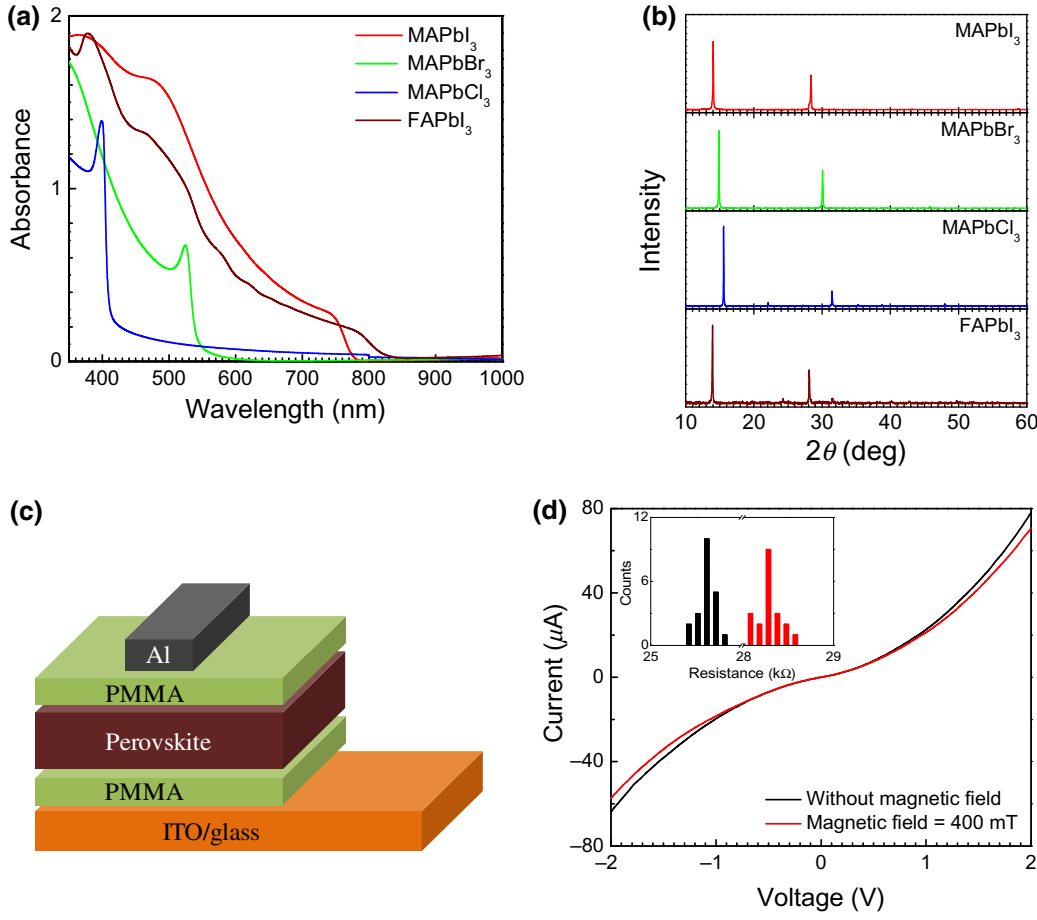 (a)
2
1
0
Absorbance
400 500 600 700 800 900 1000
Wavelength (nm)
MAPbI₃
MAPbBr₃
MAPbCl₃
FAPbI₃
(b)
MAPbI₃
MAPbBr₃
MAPbCl₃
FAPbI₃
Intensity
10 20 30 40 50 60
2θ (deg)
(c)
Al
PMMA
Perovskite
PMMA
ITO/glass
(d)
80
40
0
–40
–80
Current (μA)
12
9
6
3
0
Counts
25 28 28 29
Resistance (kΩ)
Without magnetic field
Magnetic field = 400 mT
–2 –1 0 1 2
Voltage (V)